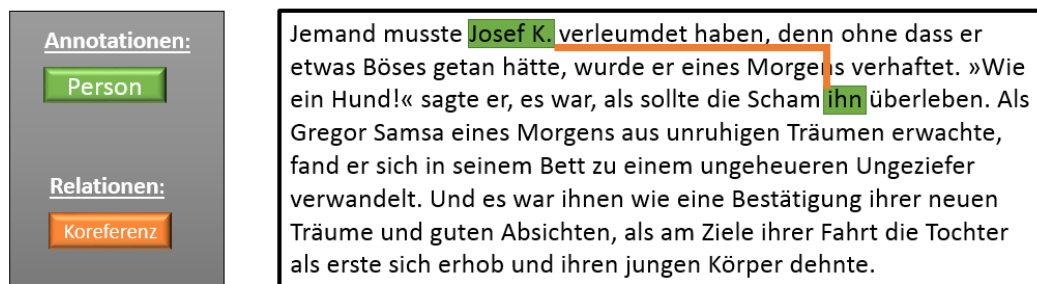 Annotationen:
Person
Relationen:
Koreferenz
Jemand musste Josef K. verleumdet haben, denn ohne dass er
etwas Böses getan hätte, wurde er eines Morgens verhaftet. »Wie
ein Hund!« sagte er, es war, als sollte die Scham ihn überleben. Als
Gregor Samsa eines Morgens aus unruhigen Träumen erwachte,
fand er sich in seinem Bett zu einem ungeheueren Ungeziefer
verwandelt. Und es war ihnen wie eine Bestätigung ihrer neuen
Träume und guten Absichten, als am Ziele ihrer Fahrt die Tochter
als erste sich erhob und ihren jungen Körper dehnte.